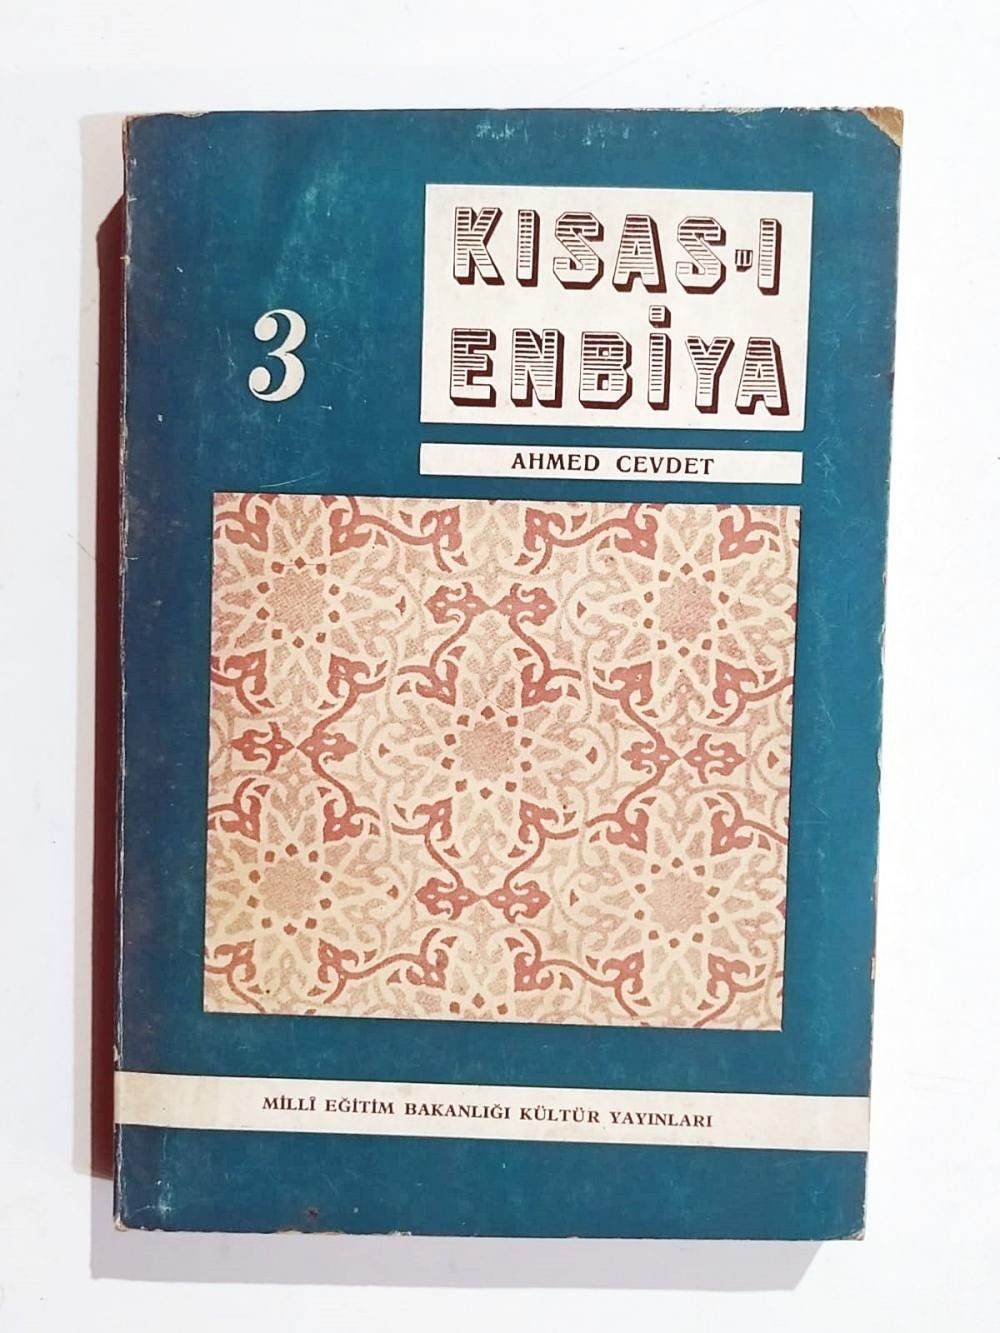 KISAS-I
ENBİYA
3
AHMED CEVDET
MİLLÎ EĞİTİM BAKANLIĞI KÜLTÜR YAYINLARI